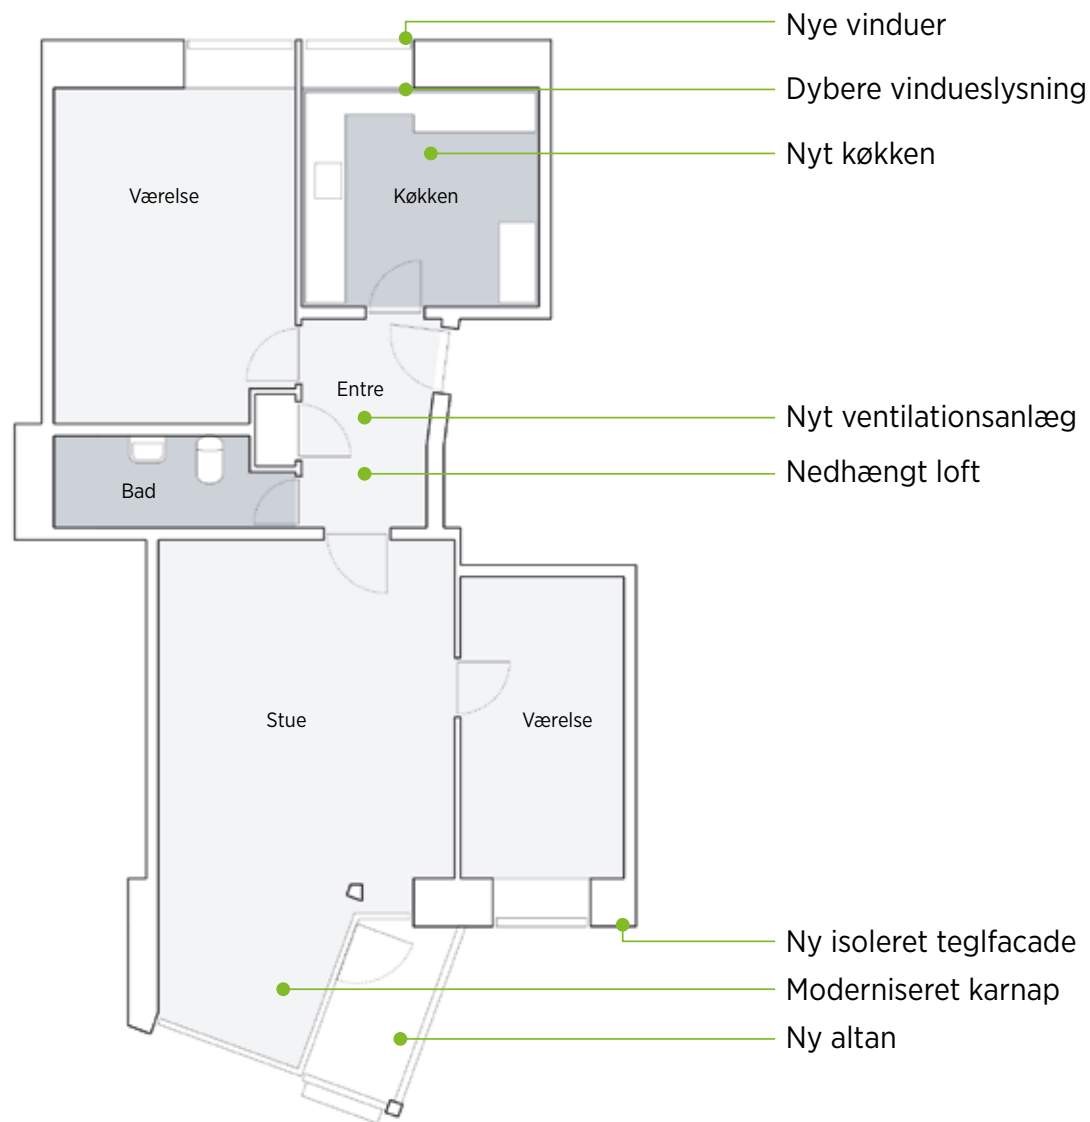 Nye vinduer
Dybere vindueslysning
Nyt køkken
Værelse
Køkken
Entre
Nyt ventilationsanlæg
Nedhængt loft
Bad
Stue
Værelse
Ny isoleret teglfacade
Moderniseret karnap
Ny altan